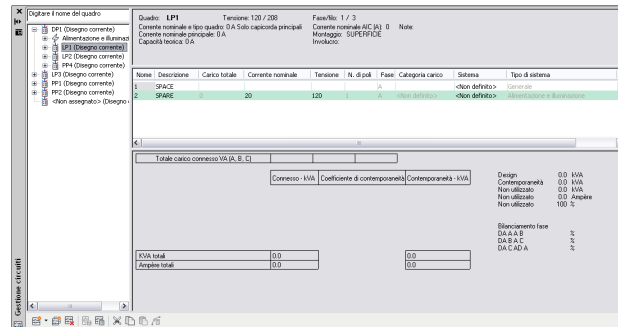 Digitare il nome del quadro
DP1 (Disegno corrente)
Alimentazione e illuminazi
LP1 (Disegno corrente)
LP2 (Disegno corrente)
PP4 (Disegno corrente)
LP3 (Disegno corrente)
PP1 (Disegno corrente)
PP2 (Disegno corrente)
<Non assegnato> (Disegno
Gestione circuiti
Quadro: LP1 Tensione: 120 / 208 Fase/filo: 1 / 3
Corrente nominale e tipo quadro: 0 A Solo capicorda principali Corrente nominale AIC (A): 0 Note:
Corrente nominale principale: 0 A Montaggio: SUPERFICIE
Capacità teorica: 0 A Involucro:
Nome Descrizione Carico totale Corrente nominale Tensione N. di poli Fase Categoria carico Sistema Tipo di sistema
1 SPACE A <Non definito> Generale
2 SPARE 0 20 120 1 A <Non definito> <Non definito> Alimentazione e illuminazione
Totale carico connesso VA (A, B, C)
Connesso - kVA Coefficiente di contemporaneità Contemporaneità - kVA
KVA totali 0.0 0.0
Ampère totali 0.0 0.0
Design 0.0 kVA
Contemporaneità 0.0 kVA
Non utilizzato 0.0 kVA
Non utilizzato 0.0 Ampère
Non utilizzato 100 %
Bilanciamento fase
DA A A B %
DA B A C %
DA C AD A %